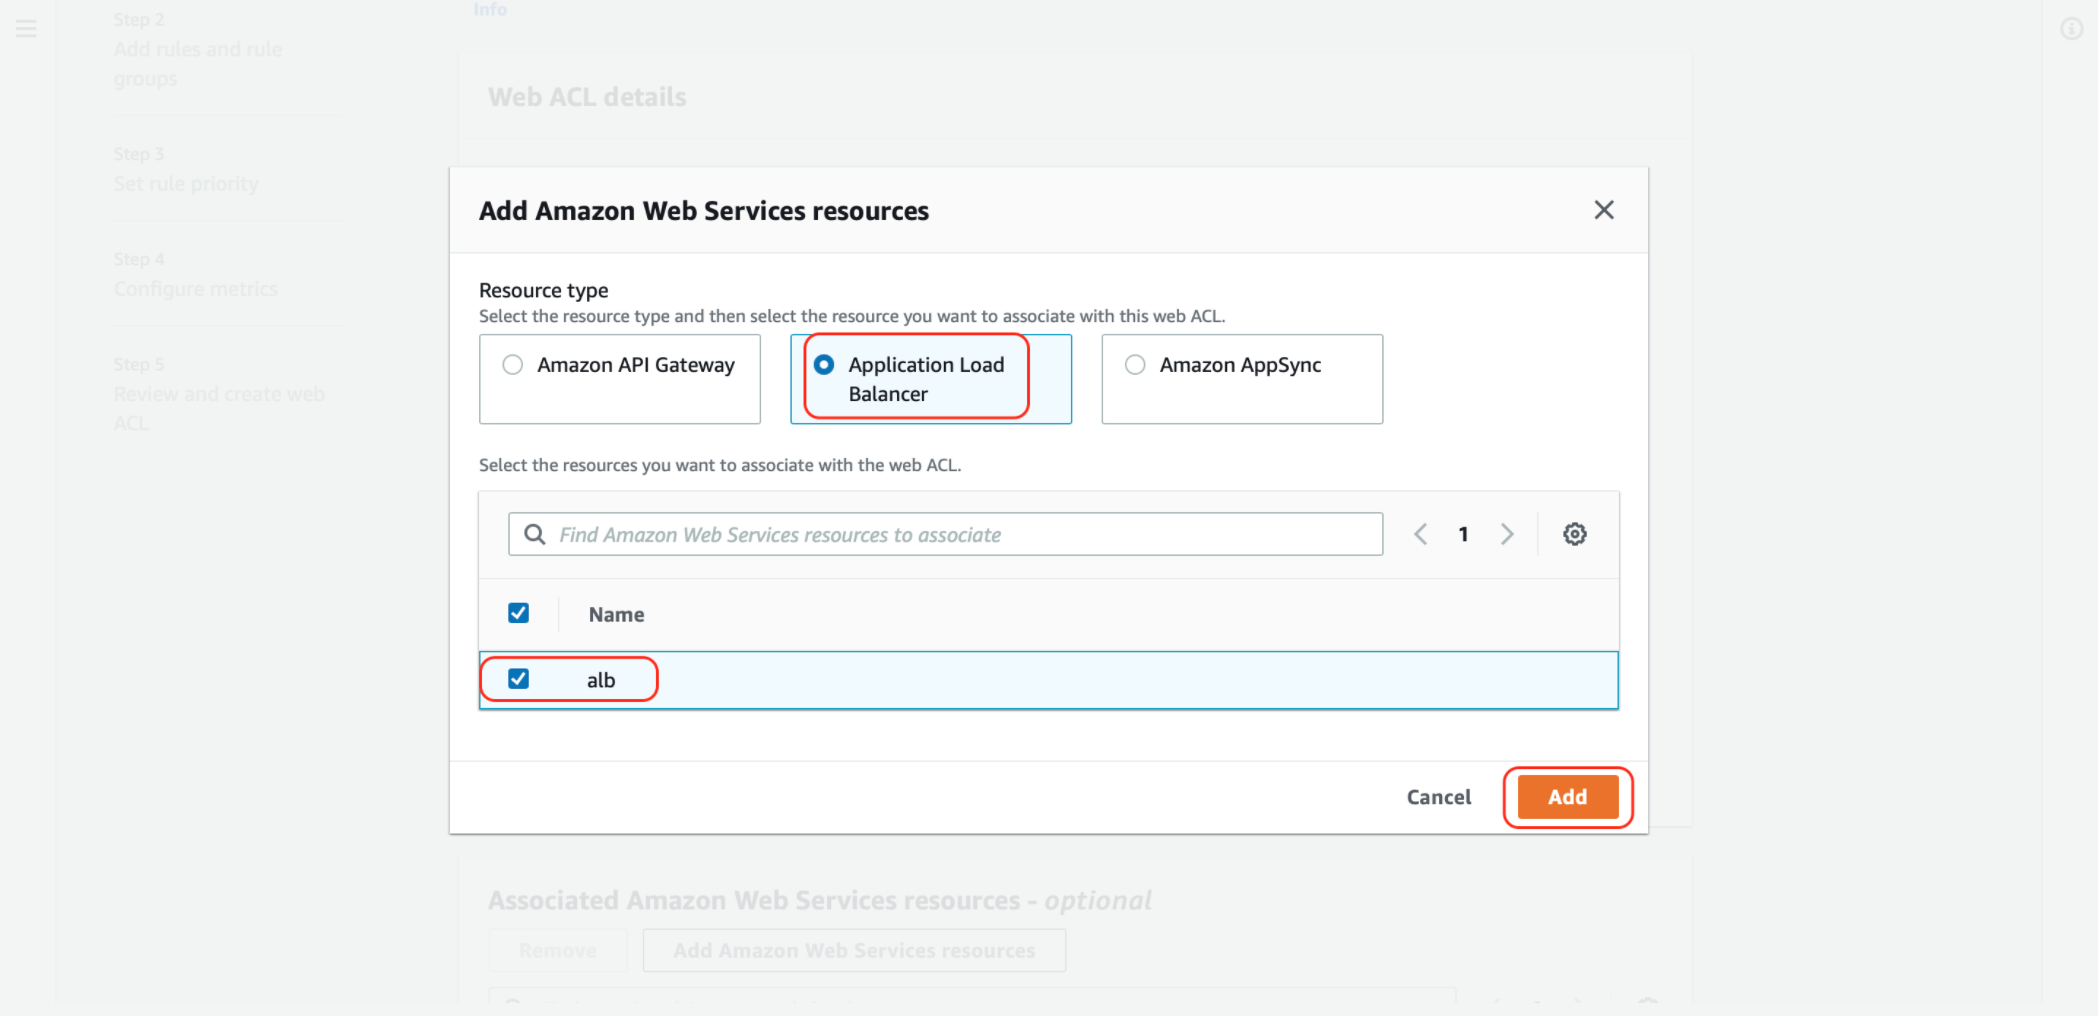 Info
Step 2
Add rules and rule
groups
Web ACL details
Step 3
Set rule priority
Step 4
Configure metrics
Step 5
Review and create web
ACL
Add Amazon Web Services resources
Resource type
Select the resource type and then select the resource you want to associate with this web ACL.
Amazon API Gateway
Application Load
Balancer
Amazon AppSync
Select the resources you want to associate with the web ACL.
Find Amazon Web Services resources to associate
1
Name
alb
Cancel
Add
Associated Amazon Web Services resources - optional
Remove
Add Amazon Web Services resources